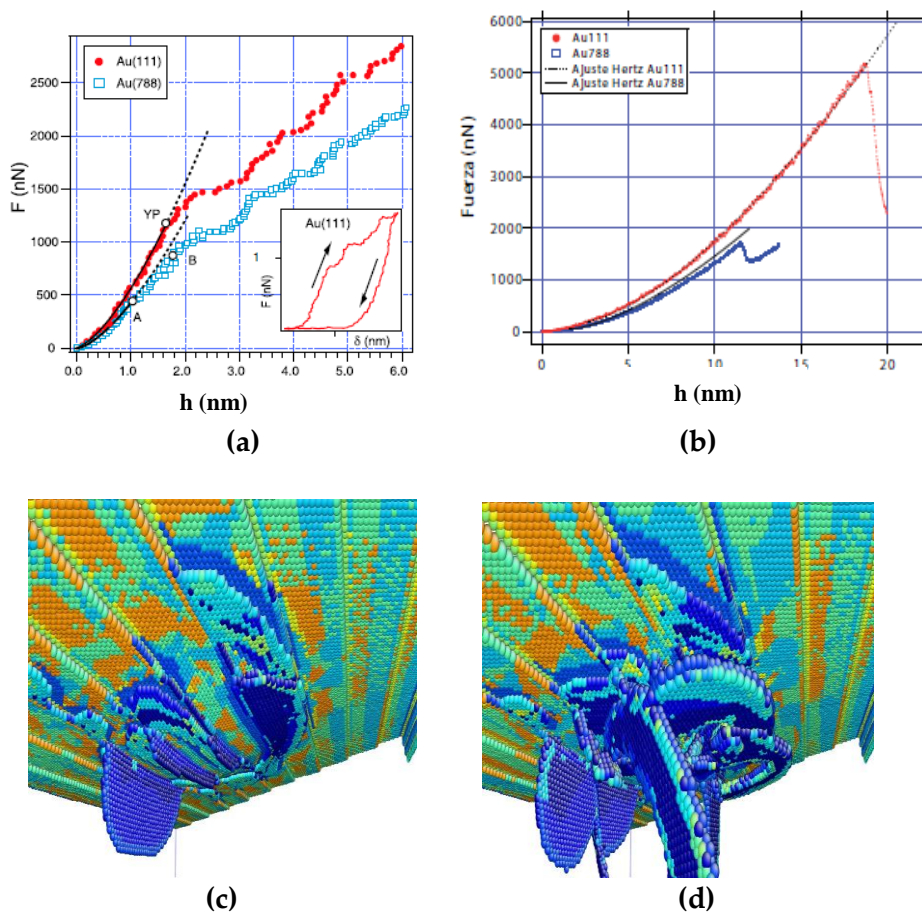 Au(111)
Au(788)
F (nN)
2500
2000
1500
1000
500
0
YP
B
A
Au(111)
1
F (nN)
δ (nm)
0.0 1.0 2.0 3.0 4.0 5.0 6.0
h (nm)
(a)
Au111
Au788
Ajuste Hertz Au111
Ajuste Hertz Au788
Fuerza (nN)
6000
5000
4000
3000
2000
1000
0
0 5 10 15 20
h (nm)
(b)
(c)
(d)